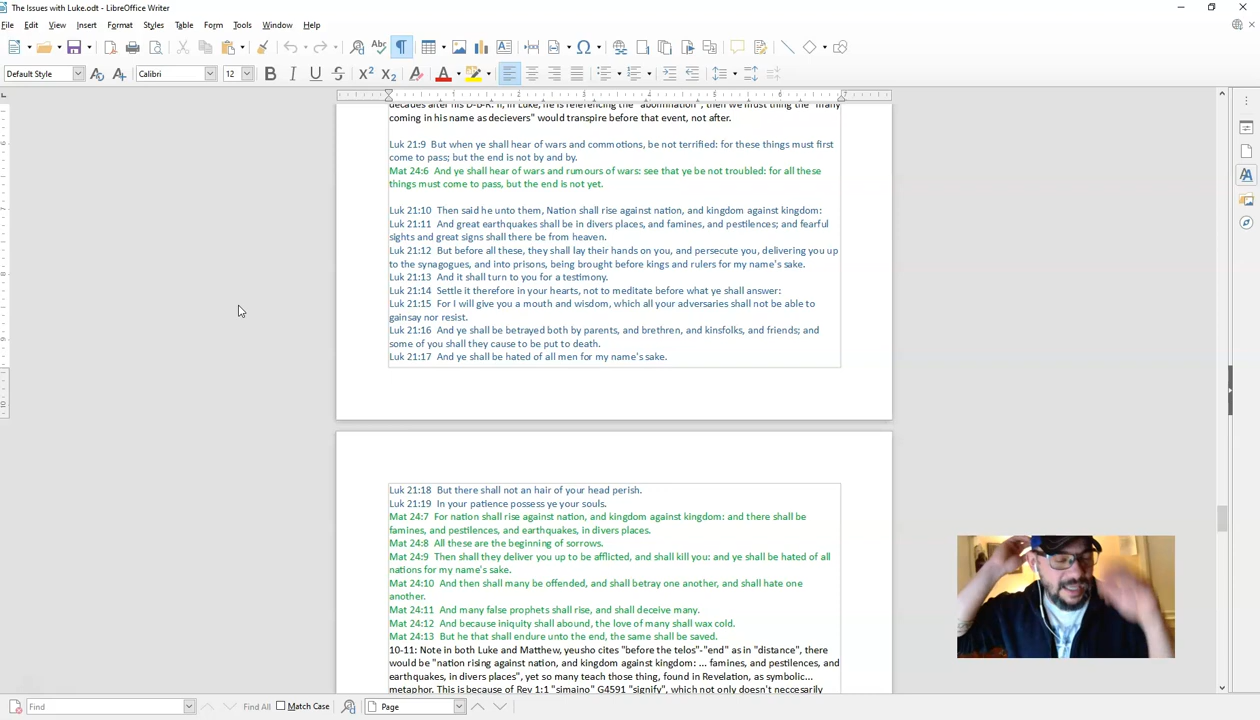 The Issues with Luke.odt - LibreOffice Writer
File Edit View Insert Format Styles Table Form Tools Window Help
Default Style Calibri 12
1 2 3 4 5 6 7
coming in his name as decievers" would transpire before that event, not after.
Luk 21:9 But when ye shall hear of wars and commotions, be not terrified: for these things must first
come to pass; but the end is not by and by.
Mat 24:6 And ye shall hear of wars and rumours of wars: see that ye be not troubled: for all these
things must come to pass, but the end is not yet.
Luk 21:10 Then said he unto them, Nation shall rise against nation, and kingdom against kingdom:
Luk 21:11 And great earthquakes shall be in divers places, and famines, and pestilences; and fearful
sights and great signs shall there be from heaven.
Luk 21:12 But before all these, they shall lay their hands on you, and persecute you, delivering you up
to the synagogues, and into prisons, being brought before kings and rulers for my name's sake.
Luk 21:13 And it shall turn to you for a testimony.
Luk 21:14 Settle it therefore in your hearts, not to meditate before what ye shall answer:
Luk 21:15 For I will give you a mouth and wisdom, which all your adversaries shall not be able to
gainsay nor resist.
Luk 21:16 And ye shall be betrayed both by parents, and brethren, and kinsfolks, and friends; and
some of you shall they cause to be put to death.
Luk 21:17 And ye shall be hated of all men for my name's sake.
Luk 21:18 But there shall not an hair of your head perish.
Luk 21:19 In your patience possess ye your souls.
Mat 24:7 For nation shall rise against nation, and kingdom against kingdom: and there shall be
famines, and pestilences, and earthquakes, in divers places.
Mat 24:8 All these are the beginning of sorrows.
Mat 24:9 Then shall they deliver you up to be afflicted, and shall kill you: and ye shall be hated of all
nations for my name's sake.
Mat 24:10 And then shall many be offended, and shall betray one another, and shall hate one
another.
Mat 24:11 And many false prophets shall rise, and shall deceive many.
Mat 24:12 And because iniquity shall abound, the love of many shall wax cold.
Mat 24:13 But he that shall endure unto the end, the same shall be saved.
10-11: Note in both Luke and Matthew, yeusho cites "before the telos"-"end" as in "distance", there
would be "nation rising against nation, and kingdom against kingdom: ... famines, and pestilences, and
earthquakes, in divers places", yet so many teach those thing, found in Revelation, as symbolic...
metaphor. This is because of Rev 1:1 "simaino" G4591 "signify", which not only doesn't neccesarily
Find Find All Match Case Page